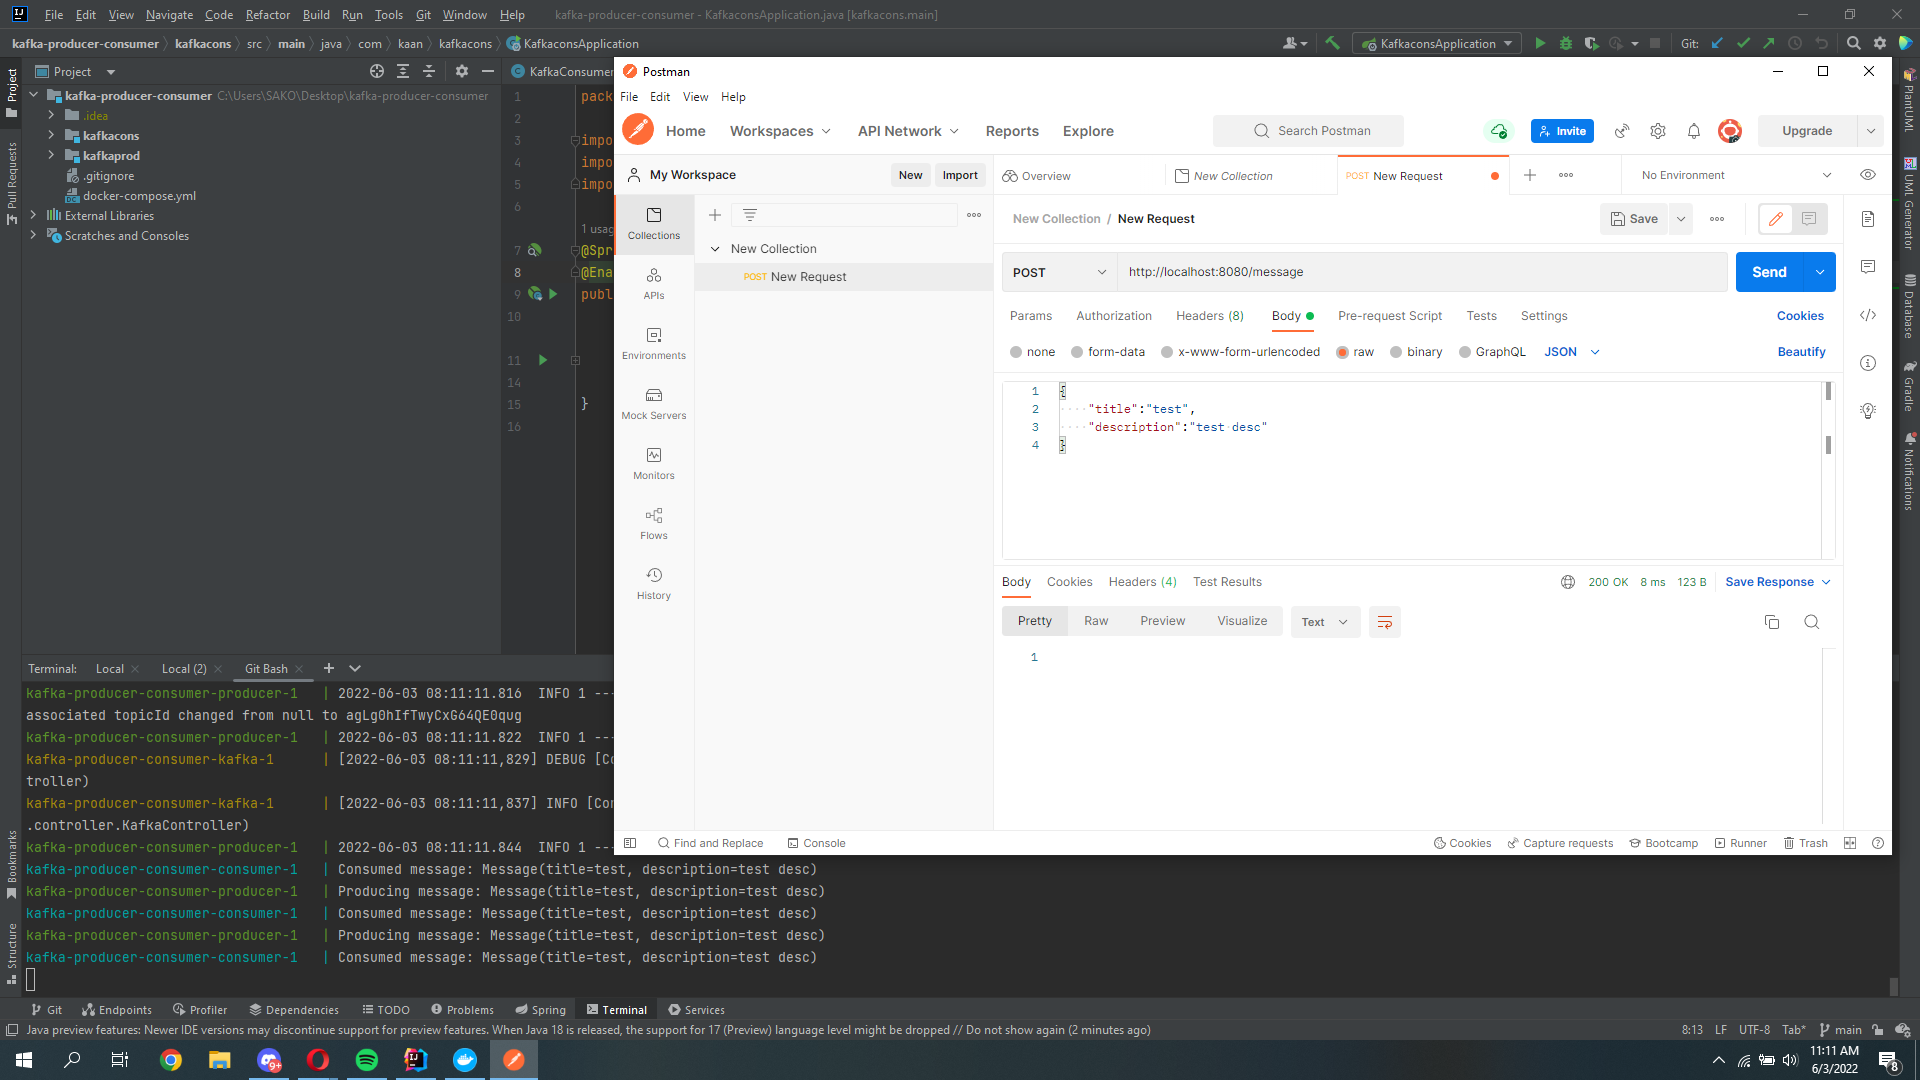 File Edit View Navigate Code Refactor Build Run Tools Git Window Help kafka-producer-consumer - KafkaconsApplication.java [kafkacons.main]
kafka-producer-consumer kafkacons src main java com kaan kafkacons KafkaconsApplication KafkaconsApplication Git:
Project
KafkaConsumer
kafka-producer-consumer C:\Users\SAKO\Desktop\kafka-producer-consumer
.idea
kafkacons
kafkaprod
.gitignore
docker-compose.yml
External Libraries
Scratches and Consoles
Project
Pull Requests
Bookmarks
Structure
1 pack
2
3 impo
4 impo
5 impo
6
1 usag
7 @Spr
8 @Ena
9 publ
10
11
14
15 }
16
Postman
File Edit View Help
Home Workspaces API Network Reports Explore Search Postman Invite Upgrade
My Workspace New Import
Overview New Collection POST New Request No Environment
Collections
APIs
Environments
Mock Servers
Monitors
Flows
History
New Collection
POST New Request
New Collection / New Request Save
POST http://localhost:8080/message Send
Params Authorization Headers (8) Body Pre-request Script Tests Settings Cookies
none form-data x-www-form-urlencoded raw binary GraphQL JSON Beautify
1 {
2 "title":"test",
3 "description":"test desc"
4 }
Body Cookies Headers (4) Test Results 200 OK 8 ms 123 B Save Response
Pretty Raw Preview Visualize Text
1
Find and Replace Console Cookies Capture requests Bootcamp Runner Trash
PlantUML
UML Generator
Database
Gradle
Notifications
Terminal: Local Local (2) Git Bash
kafka-producer-consumer-producer-1 | 2022-06-03 08:11:11.816 INFO 1 ---
associated topicId changed from null to agLg0hIfTwyCxG64QE0qug
kafka-producer-consumer-producer-1 | 2022-06-03 08:11:11.822 INFO 1 ---
kafka-producer-consumer-kafka-1 | [2022-06-03 08:11:11,829] DEBUG [Co
troller)
kafka-producer-consumer-kafka-1 | [2022-06-03 08:11:11,837] INFO [Con
.controller.KafkaController)
kafka-producer-consumer-producer-1 | 2022-06-03 08:11:11.844 INFO 1 ---
kafka-producer-consumer-consumer-1 | Consumed message: Message(title=test, description=test desc)
kafka-producer-consumer-producer-1 | Producing message: Message(title=test, description=test desc)
kafka-producer-consumer-consumer-1 | Consumed message: Message(title=test, description=test desc)
kafka-producer-consumer-producer-1 | Producing message: Message(title=test, description=test desc)
kafka-producer-consumer-consumer-1 | Consumed message: Message(title=test, description=test desc)
Git Endpoints Profiler Dependencies TODO Problems Spring Terminal Services
Java preview features: Newer IDE versions may discontinue support for preview features. When Java 18 is released, the support for 17 (Preview) language level might be dropped // Do not show again (2 minutes ago) 8:13 LF UTF-8 Tab* main
9+
11:11 AM
6/3/2022
8